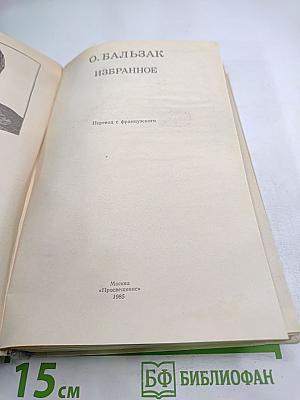 О. БАЛЬЗАК
ИЗБРАННОЕ
Перевод с французского
Москва
«Просвещение»
1985
15 см
БФ БИБЛИОФАН